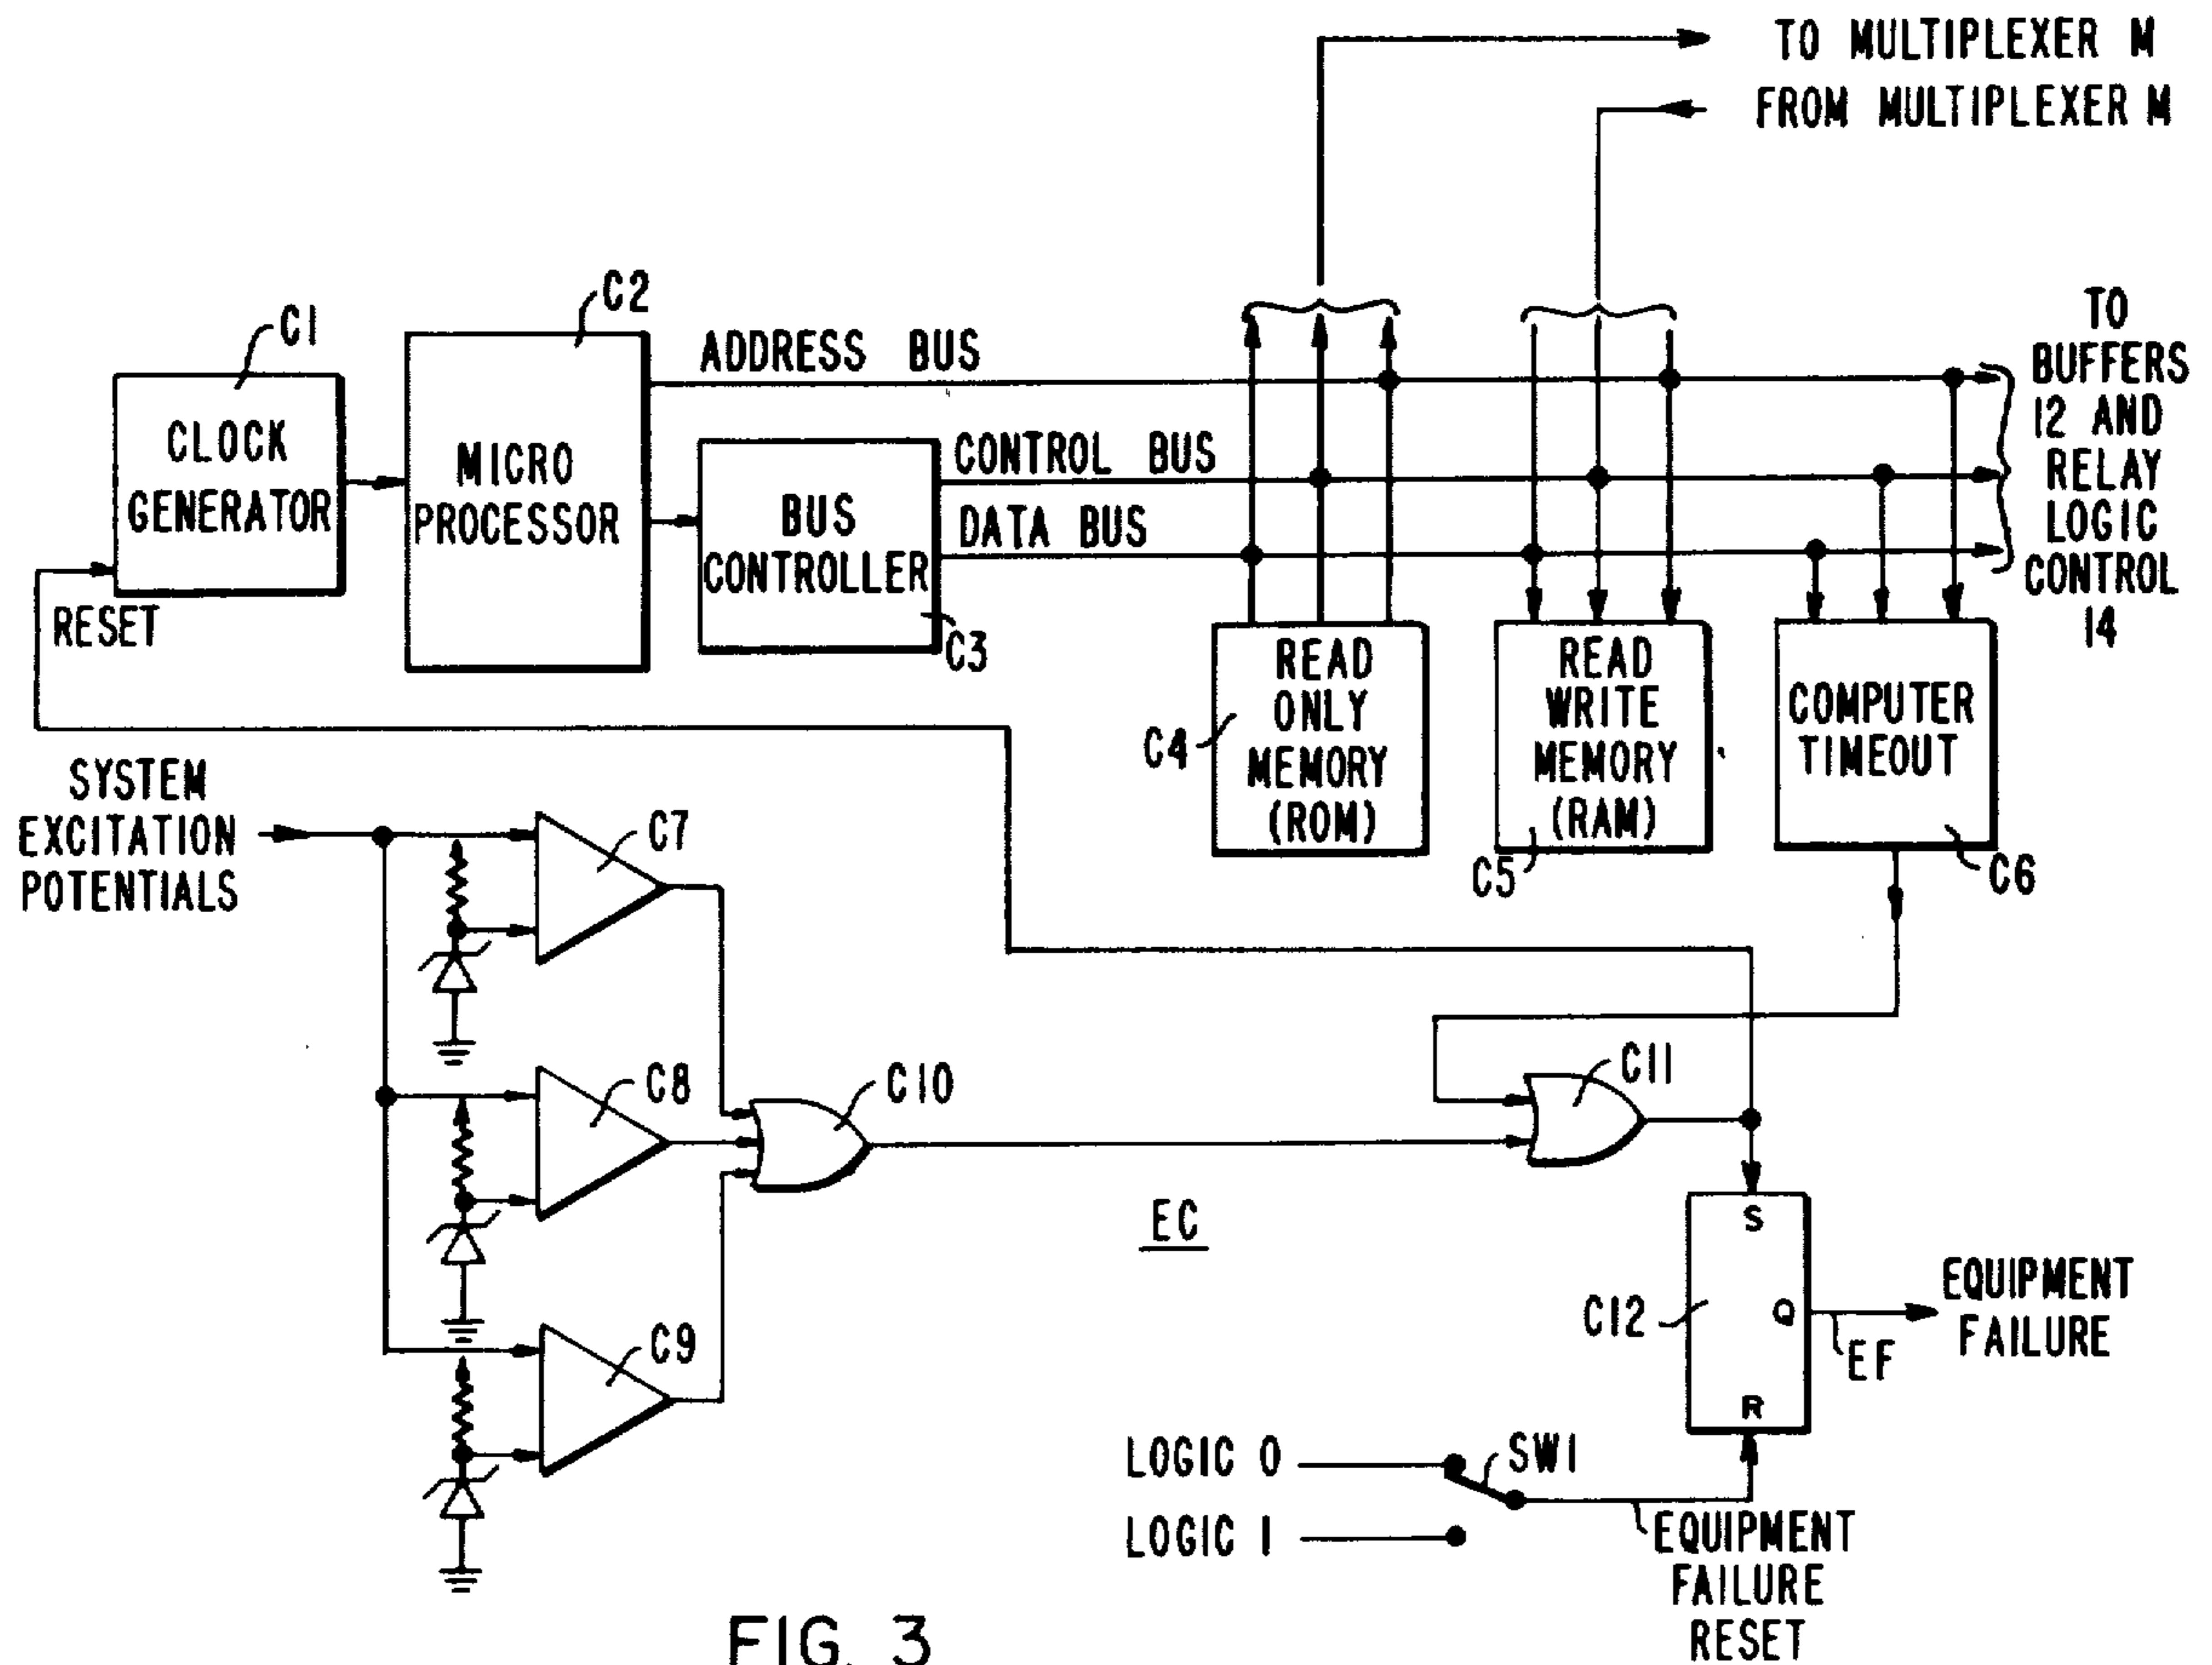 TO MULTIPLEXER M
FROM MULTIPLEXER M
C1
C2
ADDRESS BUS
TO
BUFFERS
12 AND
RELAY
LOGIC
CONTROL
14
CLOCK
GENERATOR
MICRO
PROCESSOR
CONTROL BUS
BUS
CONTROLLER
DATA BUS
RESET
C3
READ
ONLY
MEMORY
(ROM)
C4
READ
WRITE
MEMORY
(RAM)
C5
COMPUTER
TIMEOUT
C6
SYSTEM
EXCITATION
POTENTIALS
C7
C8
C10
C11
EC
C9
S
C12
Q
R
EF
EQUIPMENT
FAILURE
LOGIC 0
SW1
LOGIC 1
EQUIPMENT
FAILURE
RESET
FIG. 3